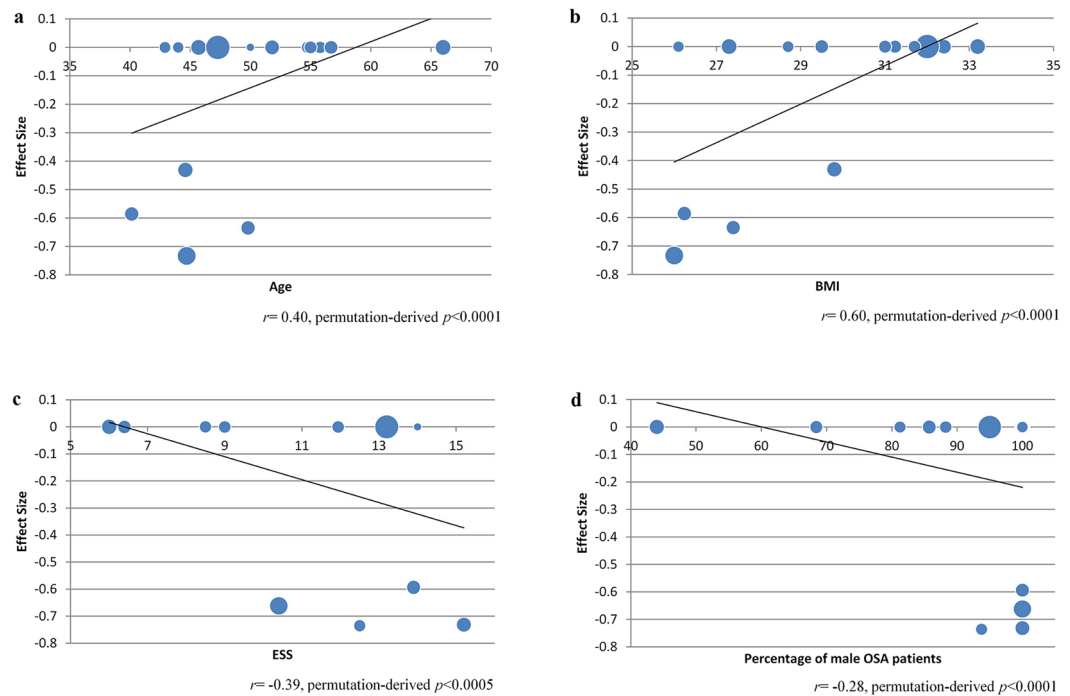 a
0.1
0
-0.1
-0.2
-0.3
-0.4
-0.5
-0.6
-0.7
-0.8
Effect Size
35 40 45 50 55 60 65 70
Age
r= 0.40, permutation-derived p<0.0001
b
0.1
0
-0.1
-0.2
-0.3
-0.4
-0.5
-0.6
-0.7
-0.8
Effect Size
25 27 29 31 33 35
BMI
r= 0.60, permutation-derived p<0.0001
c
0.1
0
-0.1
-0.2
-0.3
-0.4
-0.5
-0.6
-0.7
-0.8
Effect Size
5 7 9 11 13 15
ESS
r= -0.39, permutation-derived p<0.0005
d
0.1
0
-0.1
-0.2
-0.3
-0.4
-0.5
-0.6
-0.7
-0.8
Effect Size
40 50 60 70 80 90 100
Percentage of male OSA patients
r= -0.28, permutation-derived p<0.0001